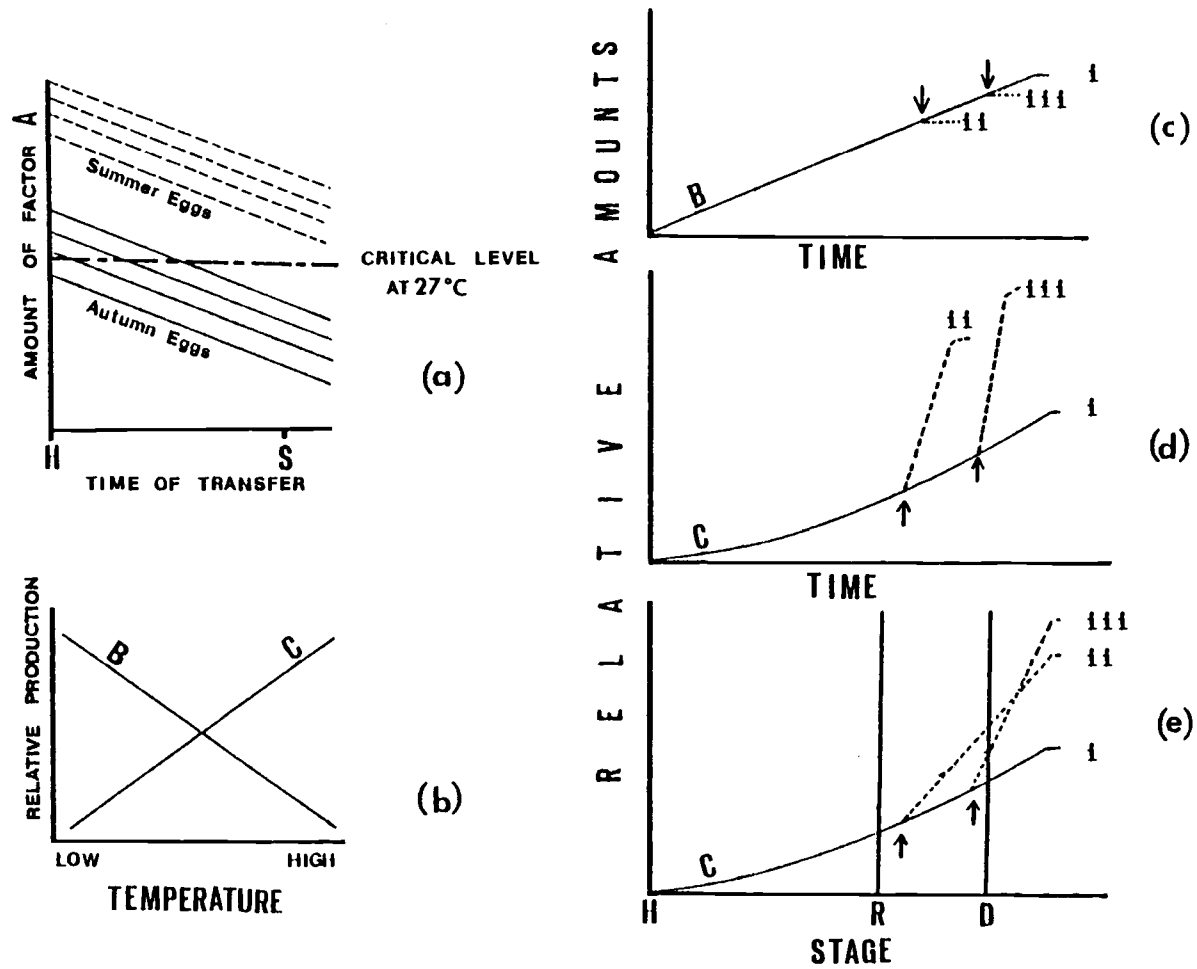 AMOUNT OF FACTOR A
Summer Eggs
Autumn Eggs
CRITICAL LEVEL
AT 27°C
(a)
H S
TIME OF TRANSFER
RELATIVE PRODUCTION
B C
LOW HIGH
TEMPERATURE
(b)
RELATIVE AMOUNTS
B
i
ii
iii
TIME
(c)
C
i
ii
iii
TIME
(d)
C
iii
ii
i
H R D
STAGE
(e)